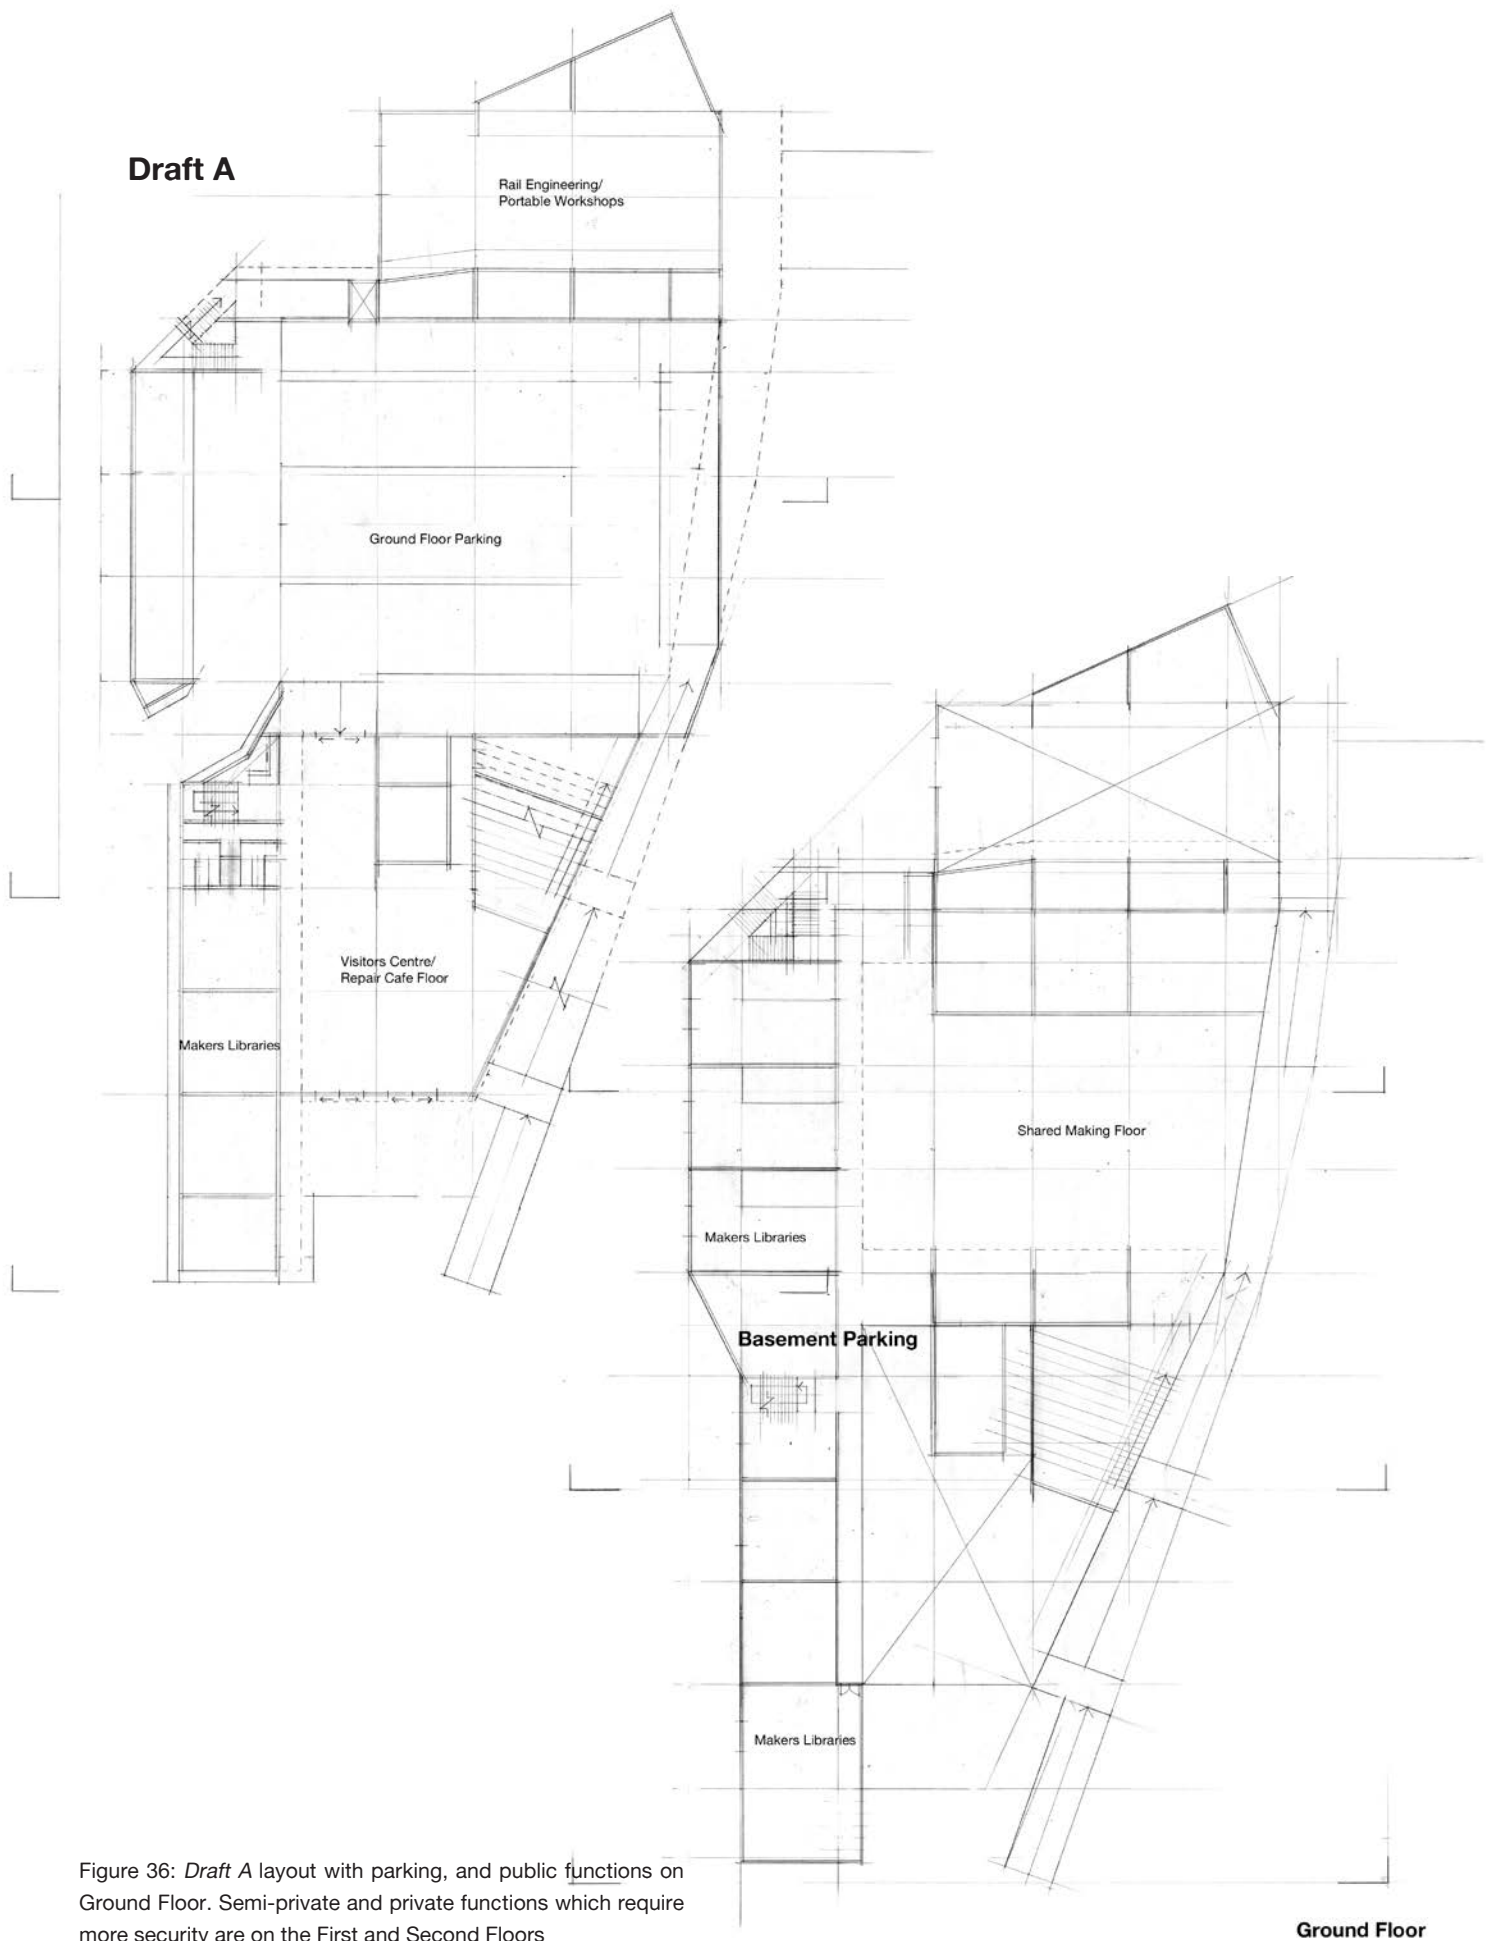 Draft A
Rail Engineering/
Portable Workshops
Ground Floor Parking
Visitors Centre/
Repair Cafe Floor
Makers Libraries
Shared Making Floor
Makers Libraries
Basement Parking
Makers Libraries
Figure 36: Draft A layout with parking, and public functions on
Ground Floor. Semi-private and private functions which require
more security are on the First and Second Floors
Ground Floor